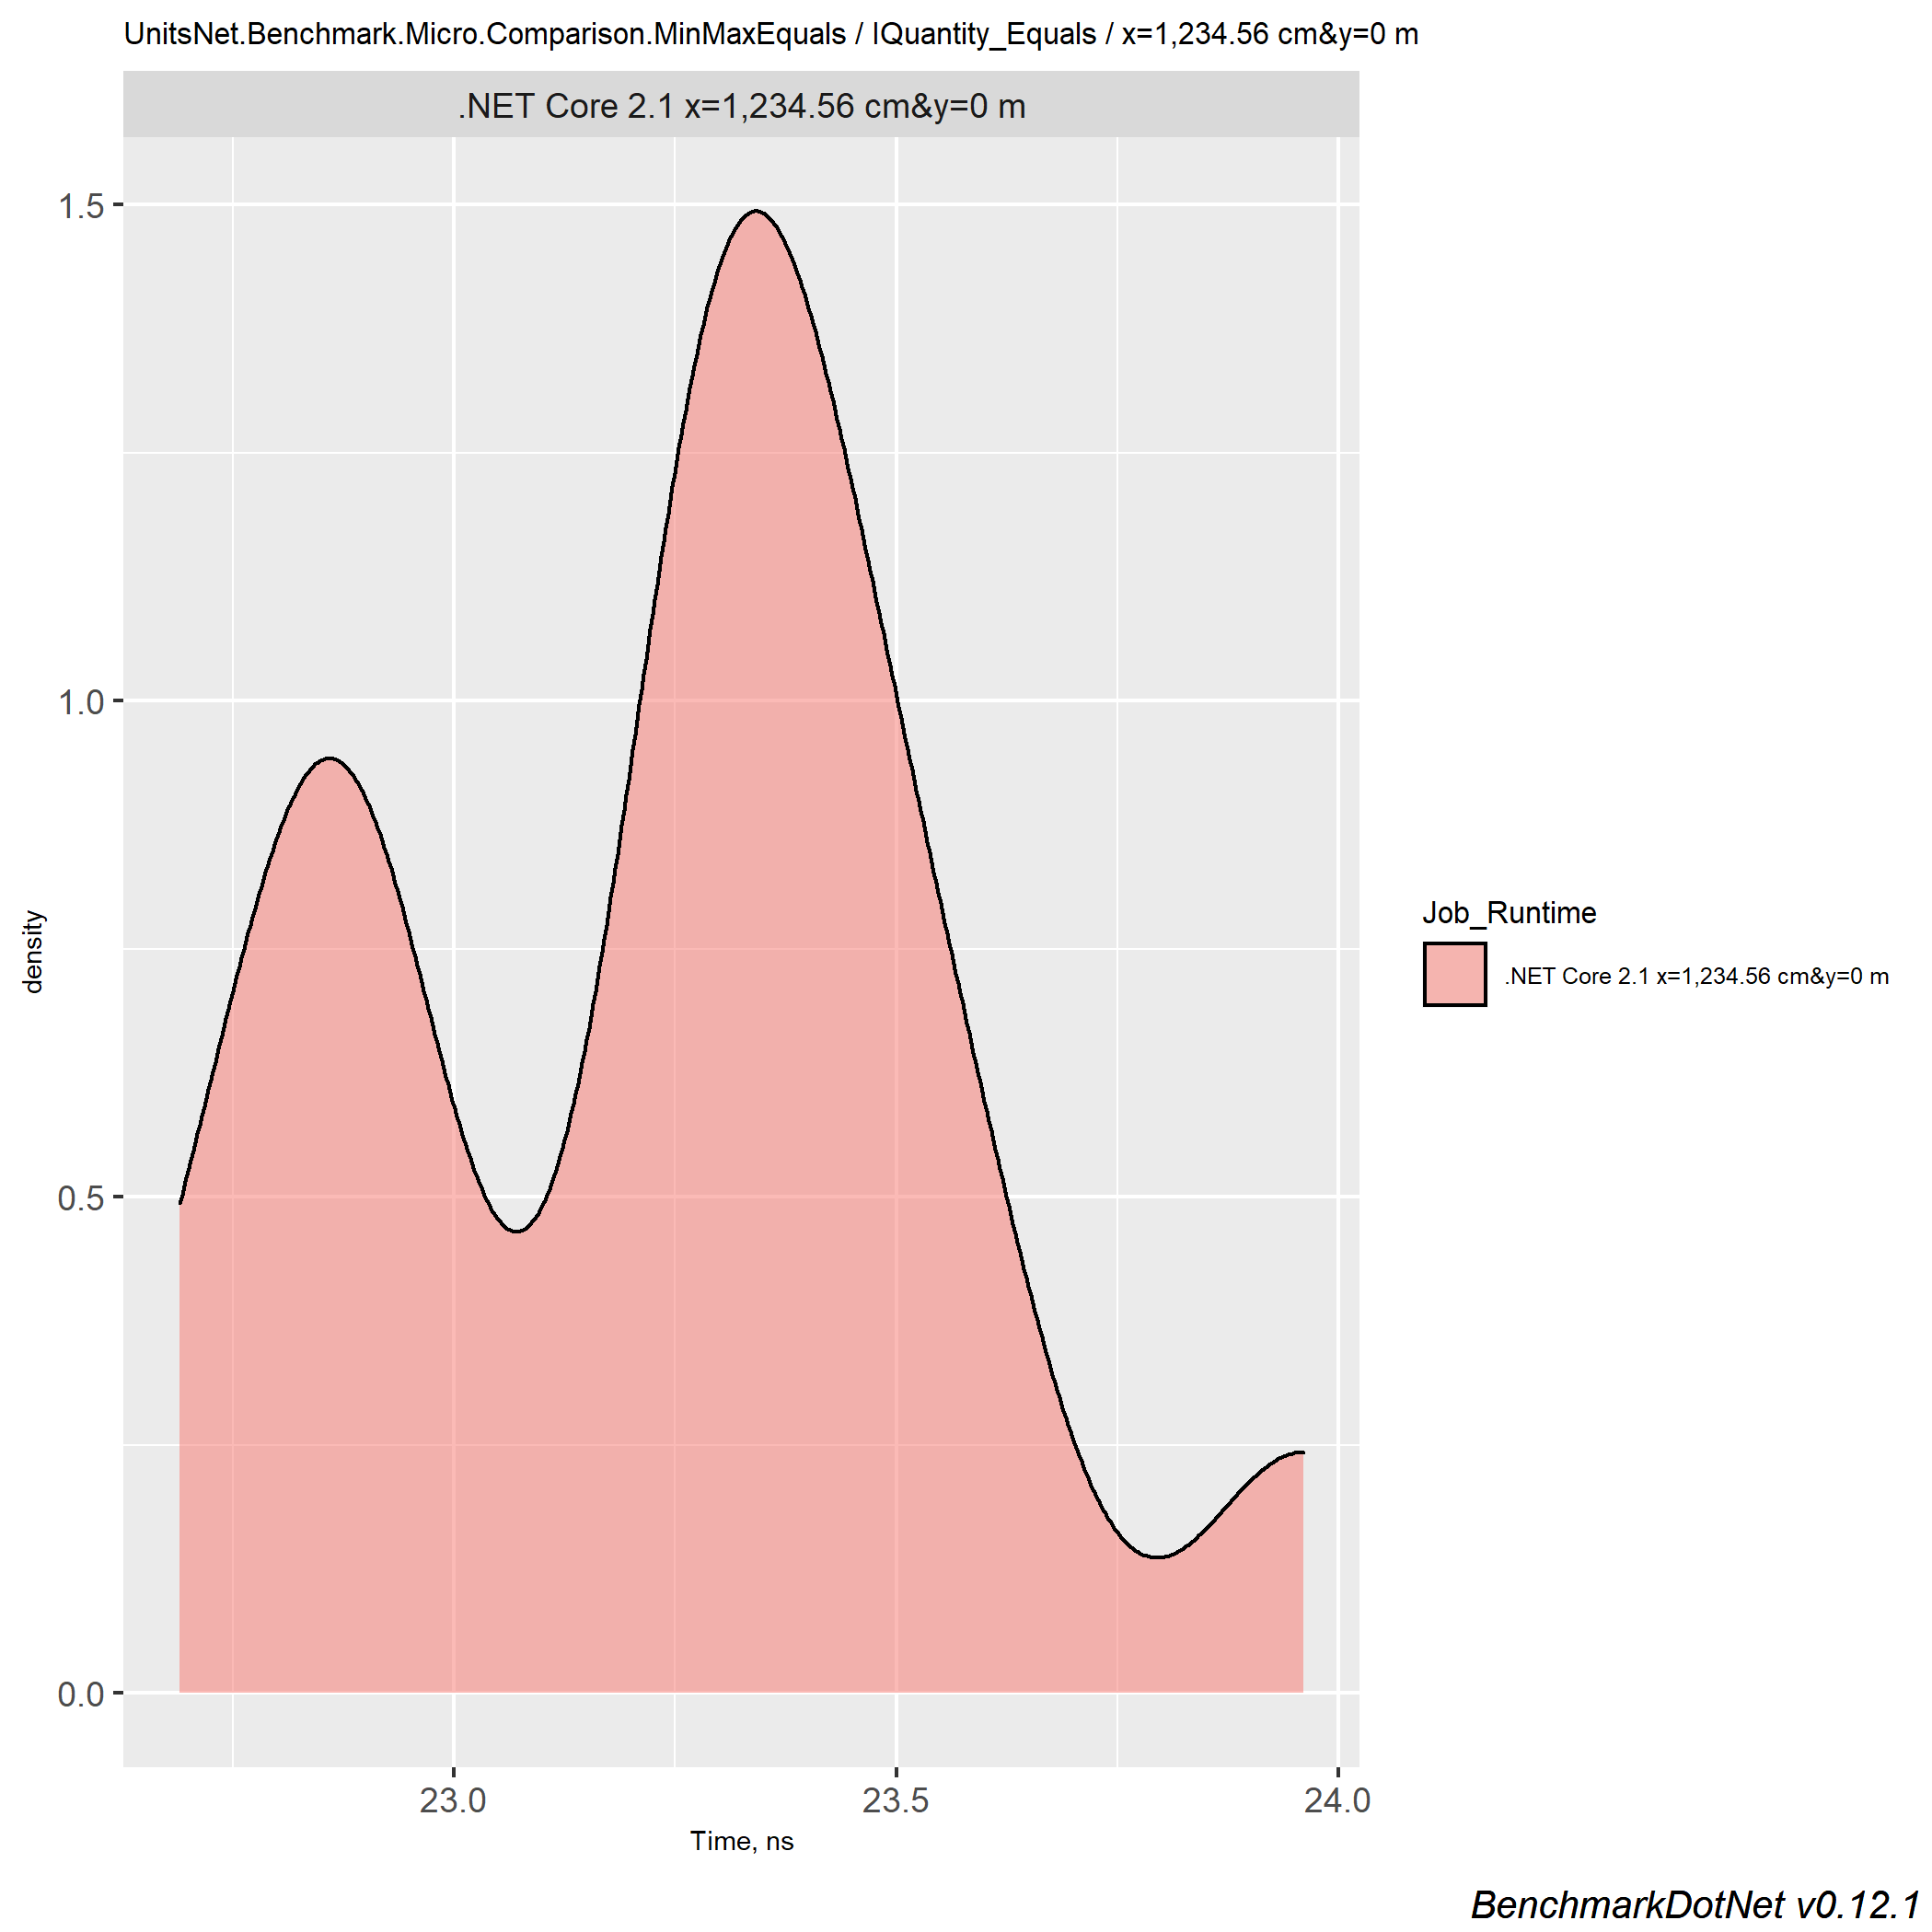 UnitsNet.Benchmark.Micro.Comparison.MinMaxEquals / IQuantity_Equals / x=1,234.56 cm&y=0 m
.NET Core 2.1 x=1,234.56 cm&y=0 m
1.5
1.0
0.5
0.0
density
23.0
23.5
24.0
Time, ns
Job_Runtime
.NET Core 2.1 x=1,234.56 cm&y=0 m
BenchmarkDotNet v0.12.1